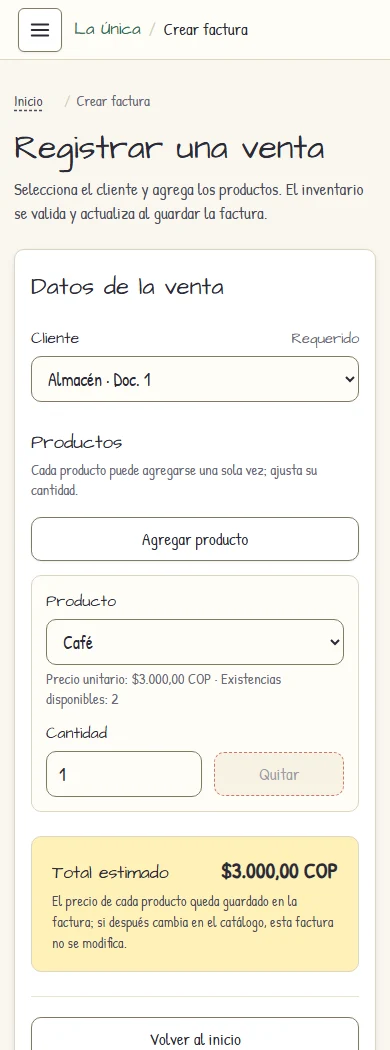 La Única / Crear factura
Inicio / Crear factura
Registrar una venta
Selecciona el cliente y agrega los productos. El inventario
se valida y actualiza al guardar la factura.
Datos de la venta
Cliente Requerido
Almacén · Doc. 1
Productos
Cada producto puede agregarse una sola vez; ajusta su
cantidad.
Agregar producto
Producto
Café
Precio unitario: $3.000,00 COP · Existencias
disponibles: 2
Cantidad
1 Quitar
Total estimado $3.000,00 COP
El precio de cada producto queda guardado en la
factura; si después cambia en el catálogo, esta factura
no se modifica.
Volver al inicio